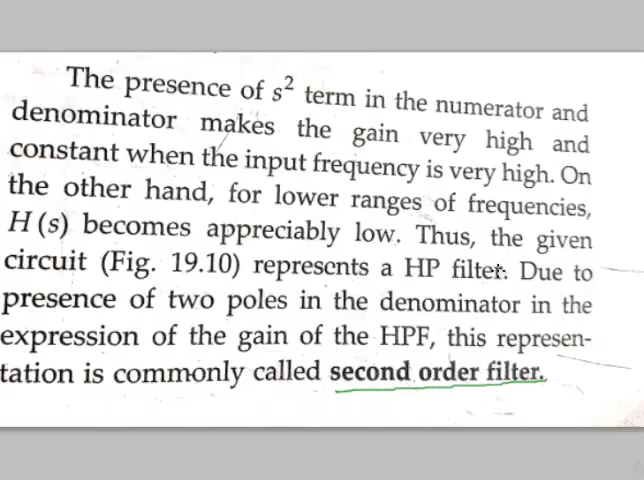 The presence of s² term in the numerator and
denominator makes the gain very high and
constant when the input frequency is very high. On
the other hand, for lower ranges of frequencies,
H(s) becomes appreciably low. Thus, the given
circuit (Fig. 19.10) represents a HP filter. Due to
presence of two poles in the denominator in the
expression of the gain of the HPF, this represen-
tation is commonly called second order filter.